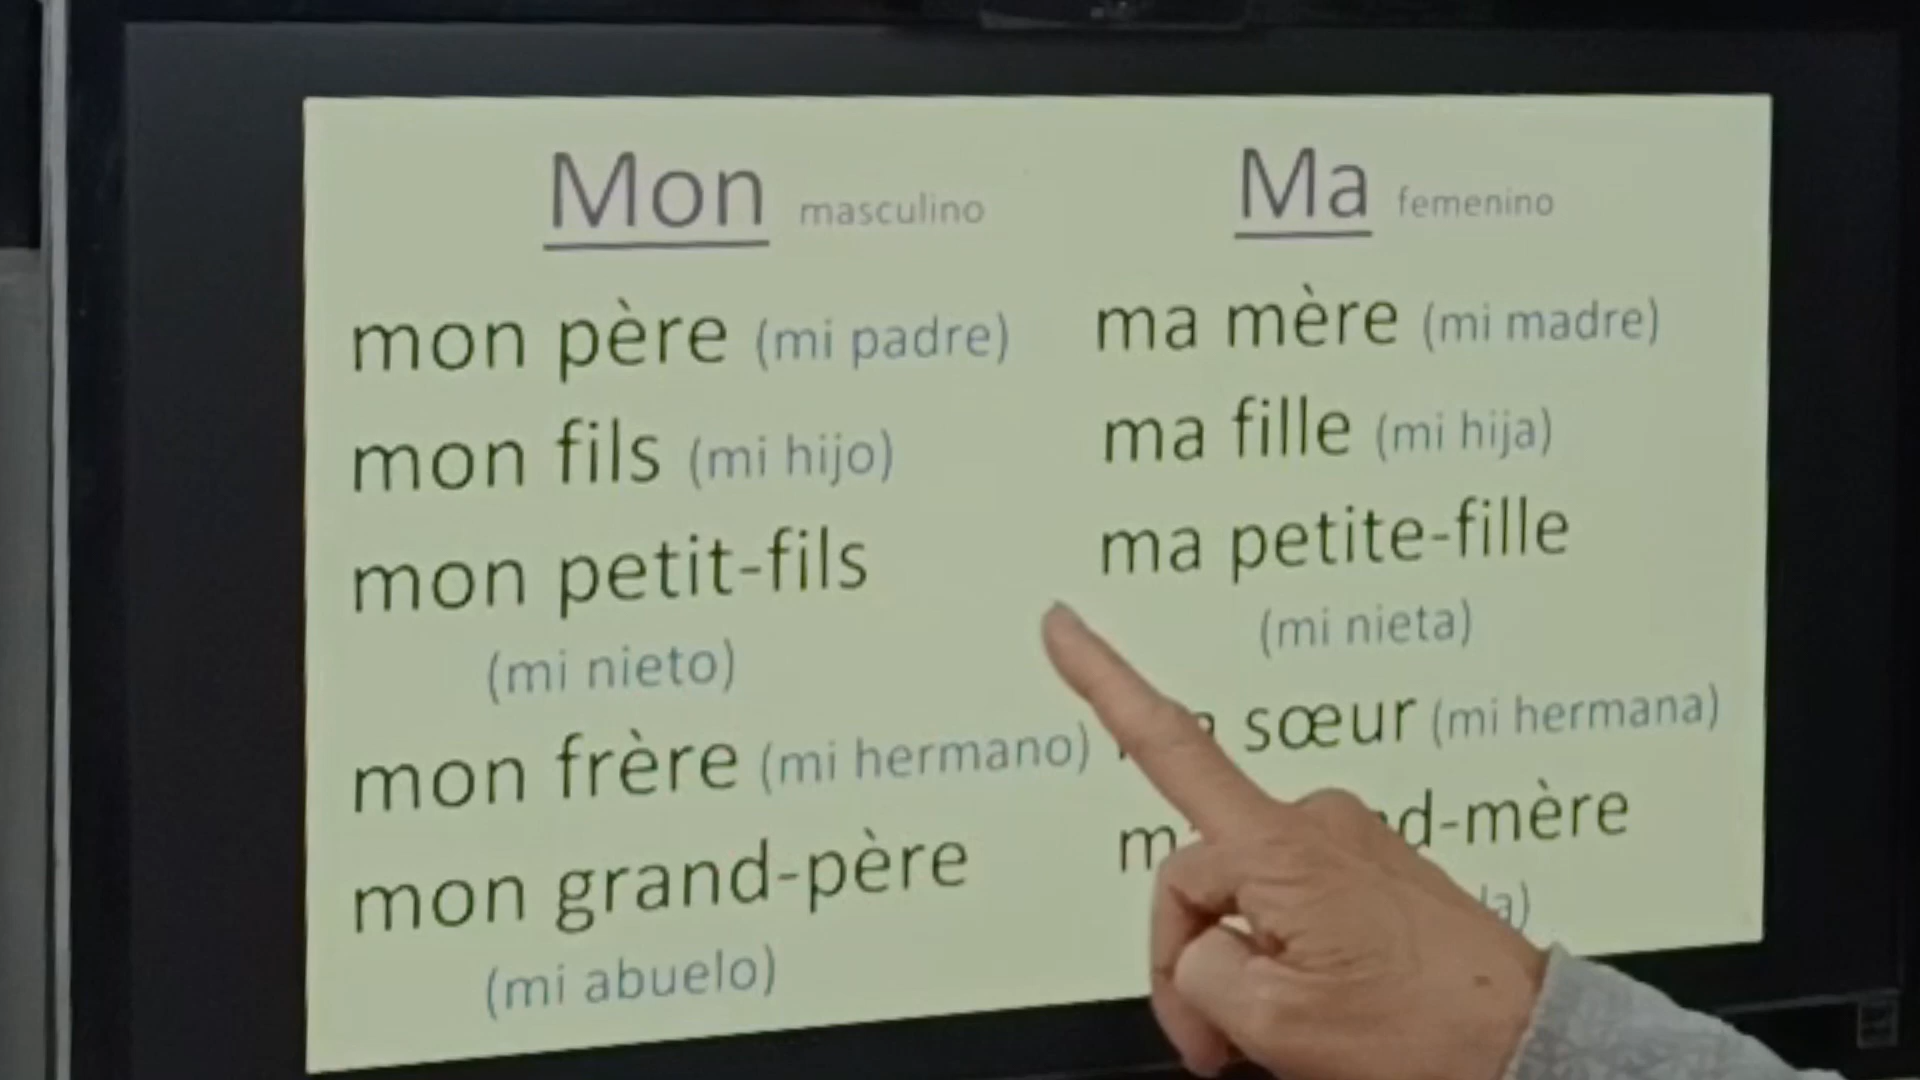 Mon masculino
mon père (mi padre)
mon fils (mi hijo)
mon petit-fils
(mi nieto)
mon frère (mi hermano)
mon grand-père
(mi abuelo)
Ma femenino
ma mère (mi madre)
ma fille (mi hija)
ma petite-fille
(mi nieta)
sœur (mi hermana)